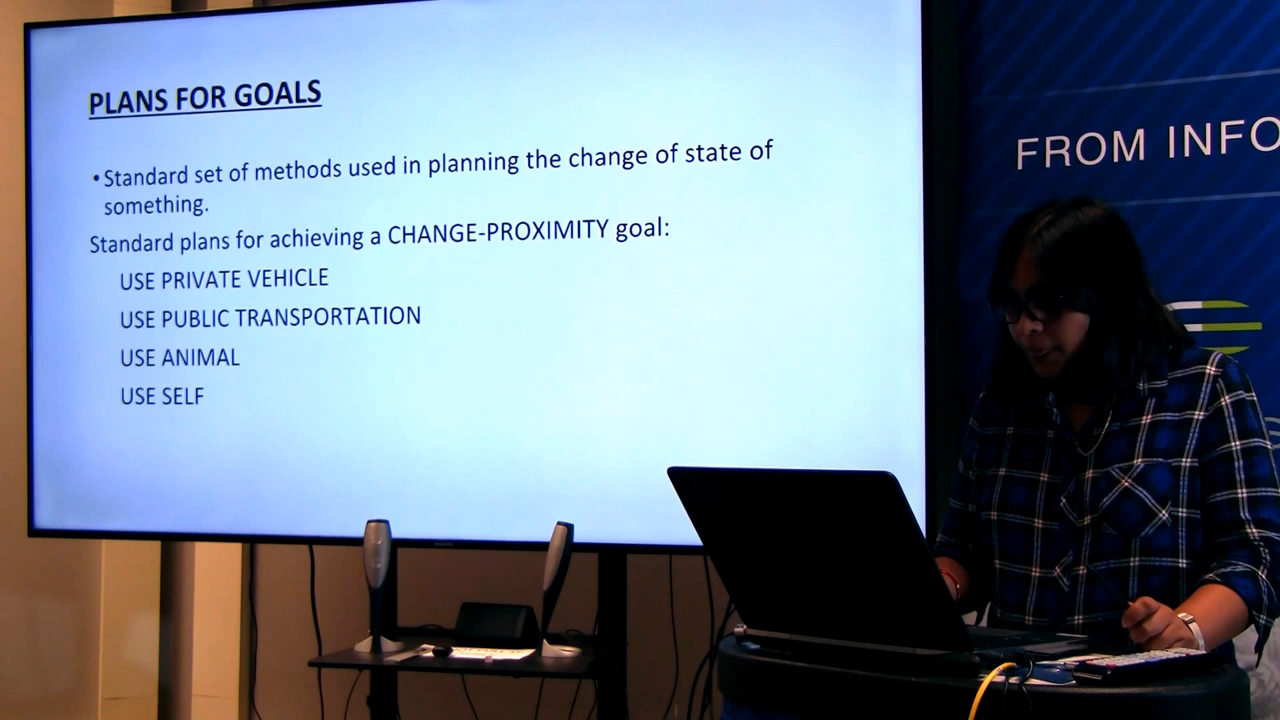 PLANS FOR GOALS
• Standard set of methods used in planning the change of state of
something.
Standard plans for achieving a CHANGE-PROXIMITY goal:
USE PRIVATE VEHICLE
USE PUBLIC TRANSPORTATION
USE ANIMAL
USE SELF
FROM INFO